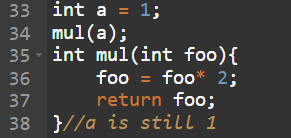 33 int a = 1;
34 mul(a);
35 int mul(int foo){
36     foo = foo* 2;
37     return foo;
38 }//a is still 1